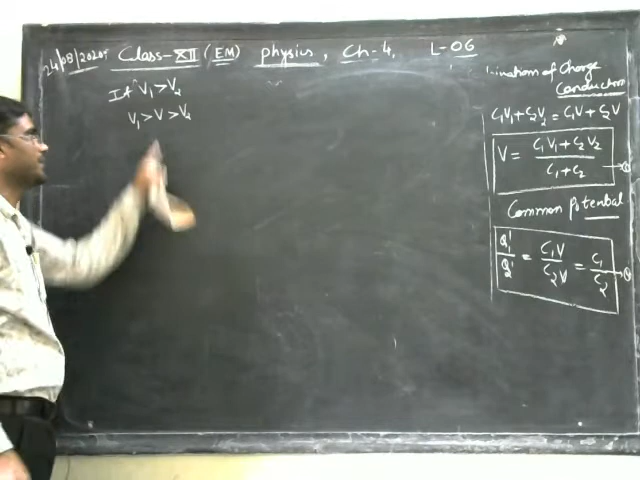 24/08/2020 Class-XII (EM) physics, Ch-4, L-06
If V₁>V₂
V₁>V>V₂
of Charge
Conductors
C₁V₁+C₂V₂=C₁V+C₂V
V = C₁V₁+C₂V₂ / C₁+C₂
Common Potential
Q₁'/Q₂' = C₁V/C₂V = C₁/C₂